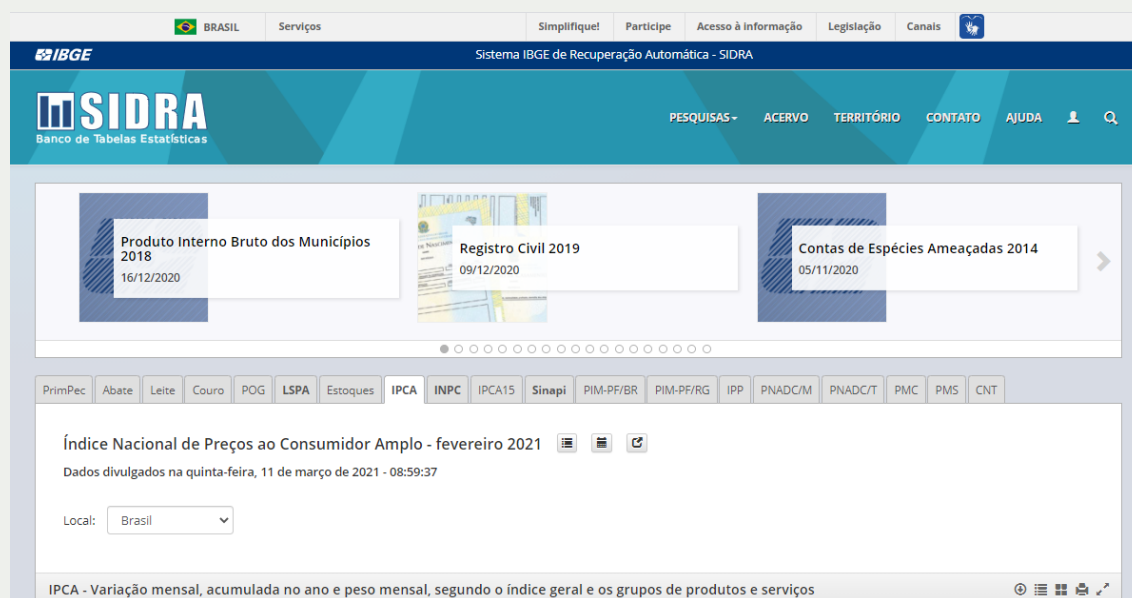 BRASIL Serviços Simplifique! Participe Acesso à informação Legislação Canais
IBGE Sistema IBGE de Recuperação Automática - SIDRA
SIDRA
Banco de Tabelas Estatísticas
PESQUISAS ACERVO TERRITÓRIO CONTATO AJUDA
Produto Interno Bruto dos Municípios
2018
16/12/2020
Registro Civil 2019
09/12/2020
Contas de Espécies Ameaçadas 2014
05/11/2020
PrimPec Abate Leite Couro POG LSPA Estoques IPCA INPC IPCA15 Sinapi PIM-PF/BR PIM-PF/RG IPP PNADC/M PNADC/T PMC PMS CNT
Índice Nacional de Preços ao Consumidor Amplo - fevereiro 2021
Dados divulgados na quinta-feira, 11 de março de 2021 - 08:59:37
Local: Brasil
IPCA - Variação mensal, acumulada no ano e peso mensal, segundo o índice geral e os grupos de produtos e serviços